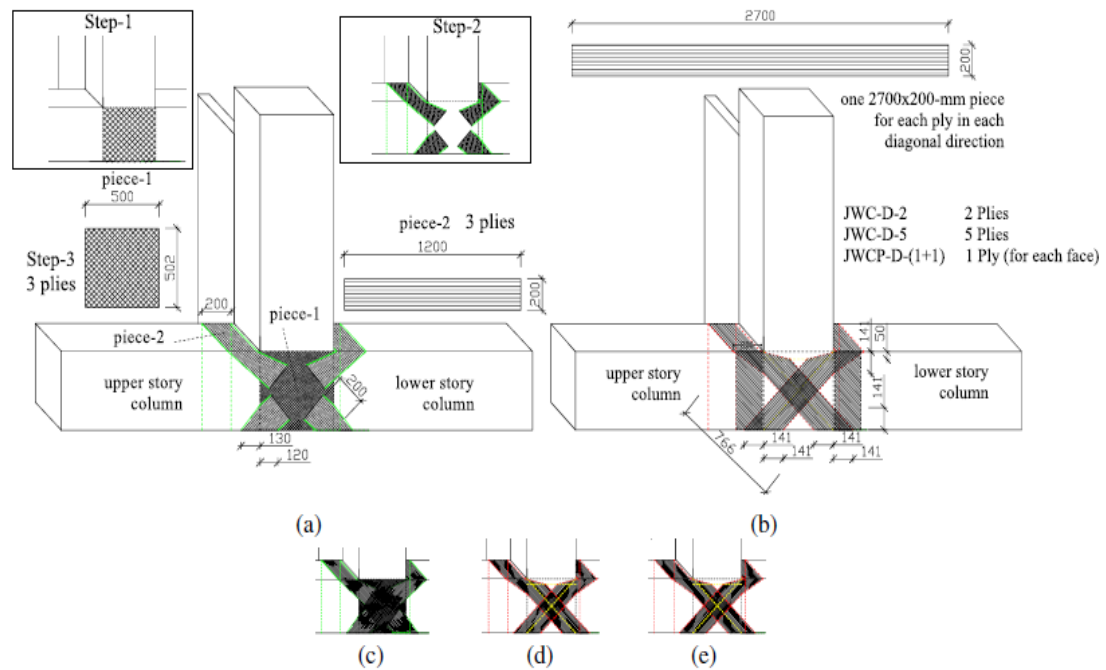 Step-1
Step-2
piece-1
500
502
Step-3
3 plies
piece-2 3 plies
1200
200
200
piece-1
piece-2
200
upper story
column
lower story
column
130
120
(a)
2700
200
one 2700x200-mm piece
for each ply in each
diagonal direction
JWC-D-2 2 Plies
JWC-D-5 5 Plies
JWCP-D-(1+1) 1 Ply (for each face)
141
50
141
upper story
column
lower story
column
141
141
141
141
766
(b)
(c)
(d)
(e)